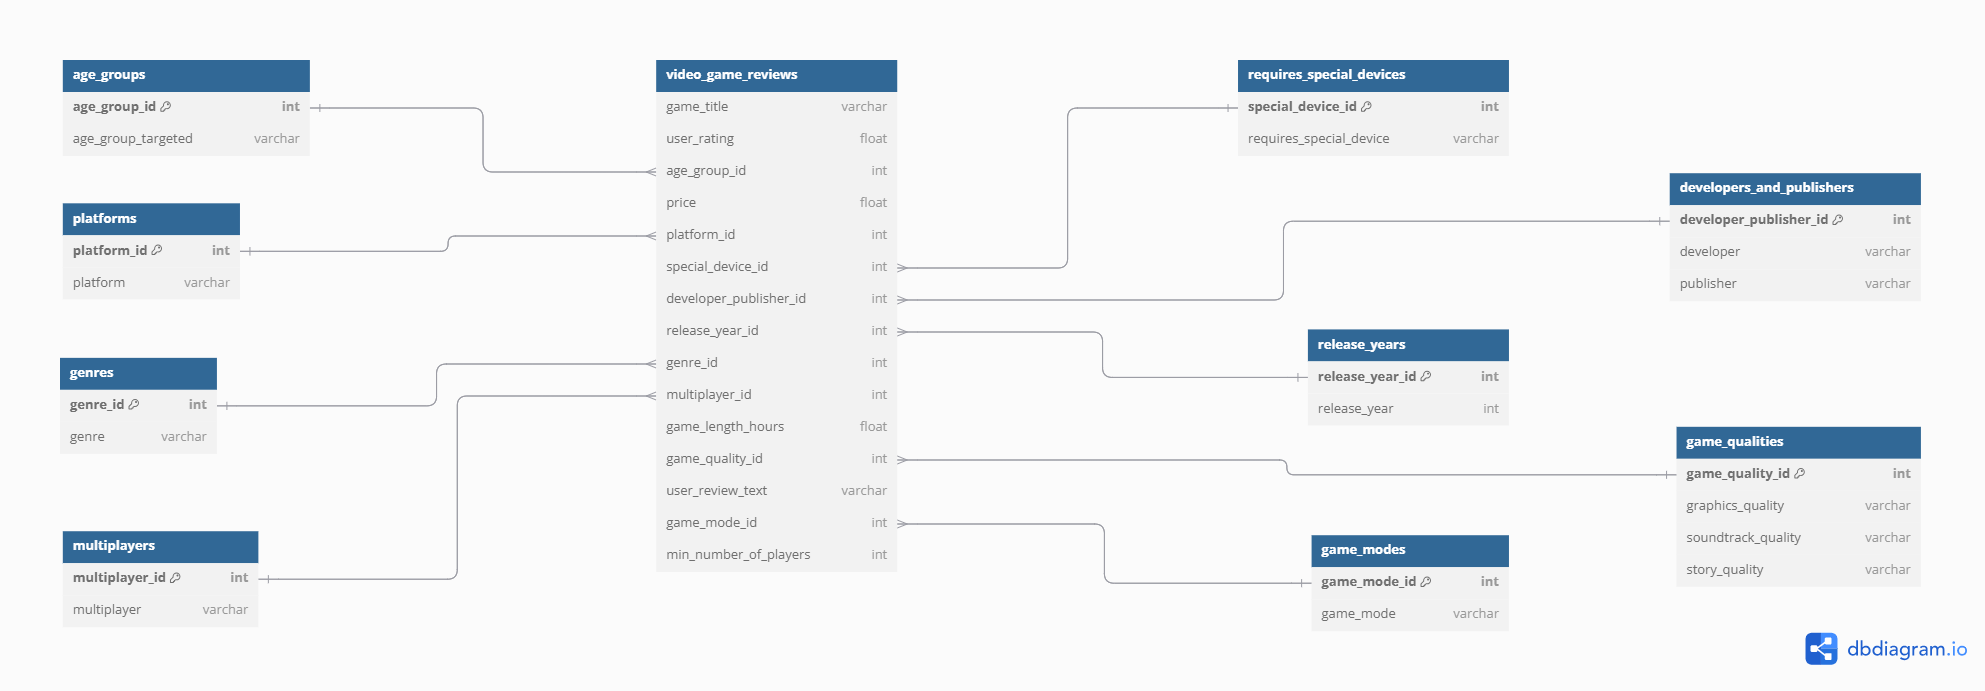 age_groups
age_group_id int
age_group_targeted varchar
platforms
platform_id int
platform varchar
genres
genre_id int
genre varchar
multiplayers
multiplayer_id int
multiplayer varchar
video_game_reviews
game_title varchar
user_rating float
age_group_id int
price float
platform_id int
special_device_id int
developer_publisher_id int
release_year_id int
genre_id int
multiplayer_id int
game_length_hours float
game_quality_id int
user_review_text varchar
game_mode_id int
min_number_of_players int
requires_special_devices
special_device_id int
requires_special_device varchar
developers_and_publishers
developer_publisher_id int
developer varchar
publisher varchar
release_years
release_year_id int
release_year int
game_qualities
game_quality_id int
graphics_quality varchar
soundtrack_quality varchar
story_quality varchar
game_modes
game_mode_id int
game_mode varchar
dbdiagram.io